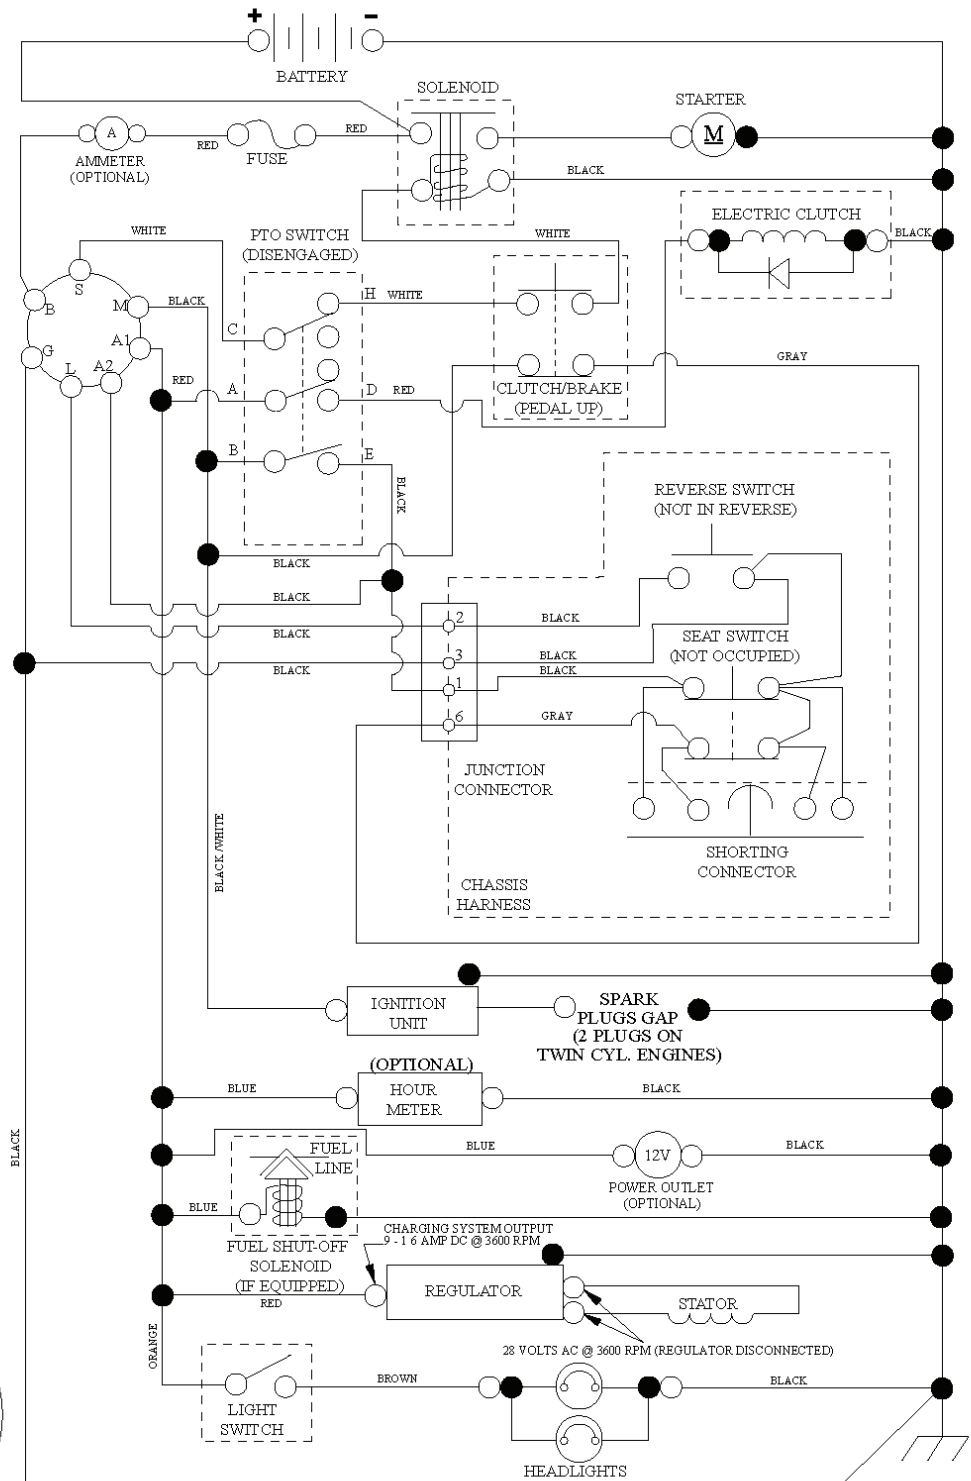 + -
BATTERY
SOLENOID
STARTER
A
RED
FUSE
RED
M
AMMETER
(OPTIONAL)
BLACK
ELECTRIC CLUTCH
BLACK
WHITE
PTO SWITCH
(DISENGAGED)
WHITE
S
B
M
BLACK
H
WHITE
C
A1
G
L
A2
RED
A
D
RED
CLUTCH/BRAKE
(PEDAL UP)
GRAY
B
E
BLACK
REVERSE SWITCH
(NOT IN REVERSE)
BLACK
BLACK
2
BLACK
BLACK
SEAT SWITCH
(NOT OCCUPIED)
3
BLACK
BLACK
1
BLACK
6
GRAY
JUNCTION
CONNECTOR
SHORTING
CONNECTOR
BLACK/WHITE
CHASSIS
HARNESS
IGNITION
UNIT
SPARK
PLUGS GAP
(2 PLUGS ON
TWIN CYL. ENGINES)
(OPTIONAL)
BLUE
HOUR
METER
BLACK
BLACK
FUEL
LINE
BLUE
12V
BLACK
POWER OUTLET
(OPTIONAL)
BLUE
FUEL SHUT-OFF
SOLENOID
(IF EQUIPPED)
CHARGING SYSTEM OUTPUT
9 - 1 6 AMP DC @ 3600 RPM
RED
REGULATOR
STATOR
28 VOLTS AC @ 3600 RPM (REGULATOR DISCONNECTED)
ORANGE
BROWN
BLACK
LIGHT
SWITCH
HEADLIGHTS